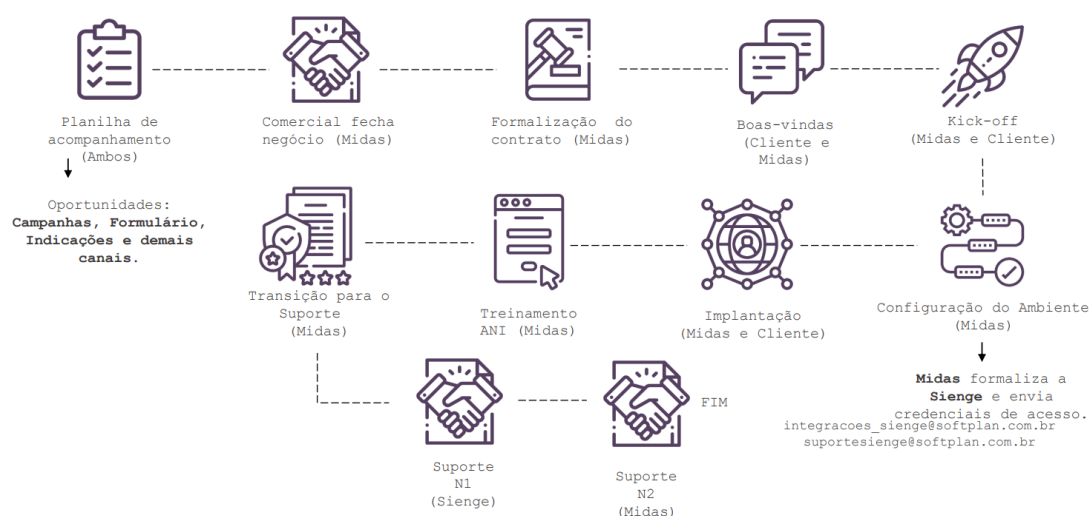 Planilha de
acompanhamento
(Ambos)
Comercial fecha
negócio (Midas)
Formalização do
contrato (Midas)
Boas-vindas
(Cliente e
Midas)
Kick-off
(Midas e Cliente)
Oportunidades:
Campanhas, Formulário,
Indicações e demais
canais.
Transição para o
Suporte
(Midas)
Treinamento
ANI (Midas)
Implantação
(Midas e Cliente)
Configuração do Ambiente
(Midas)
Midas formaliza a
Sienge e envia
credenciais de acesso.
integracoes_sienge@softplan.com.br
suportesienge@softplan.com.br
Suporte
N1
(Sienge)
Suporte
N2
(Midas)
FIM